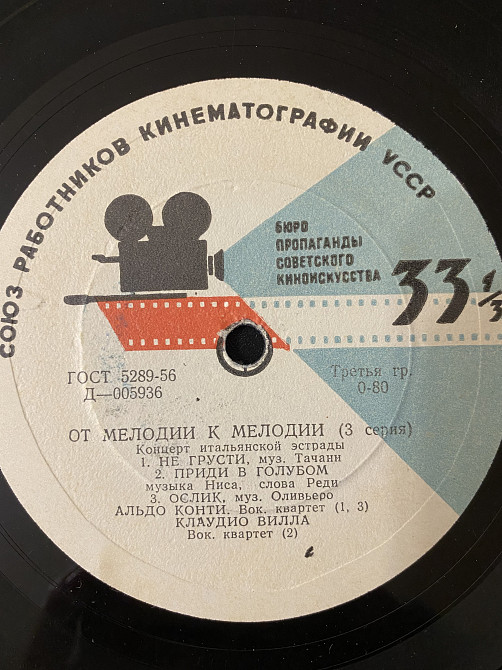 СОЮЗ РАБОТНИКОВ КИНЕМАТОГРАФИИ УССР
БЮРО
ПРОПАГАНДЫ
СОВЕТСКОГО
КИНОИСКУССТВА
33 1/3
ГОСТ 5289-56
Д—005936
Третья гр.
0-80
ОТ МЕЛОДИИ К МЕЛОДИИ (3 серия)
Концерт итальянской эстрады
1. НЕ ГРУСТИ, муз. Тачани
2. ПРИДИ В ГОЛУБОМ
музыка Ниса, слова Реди
3. ОСЛИК, муз. Оливьеро
АЛЬДО КОНТИ. Вок. квартет (1, 3)
КЛАУДИО ВИЛЛА
Вок. квартет (2)